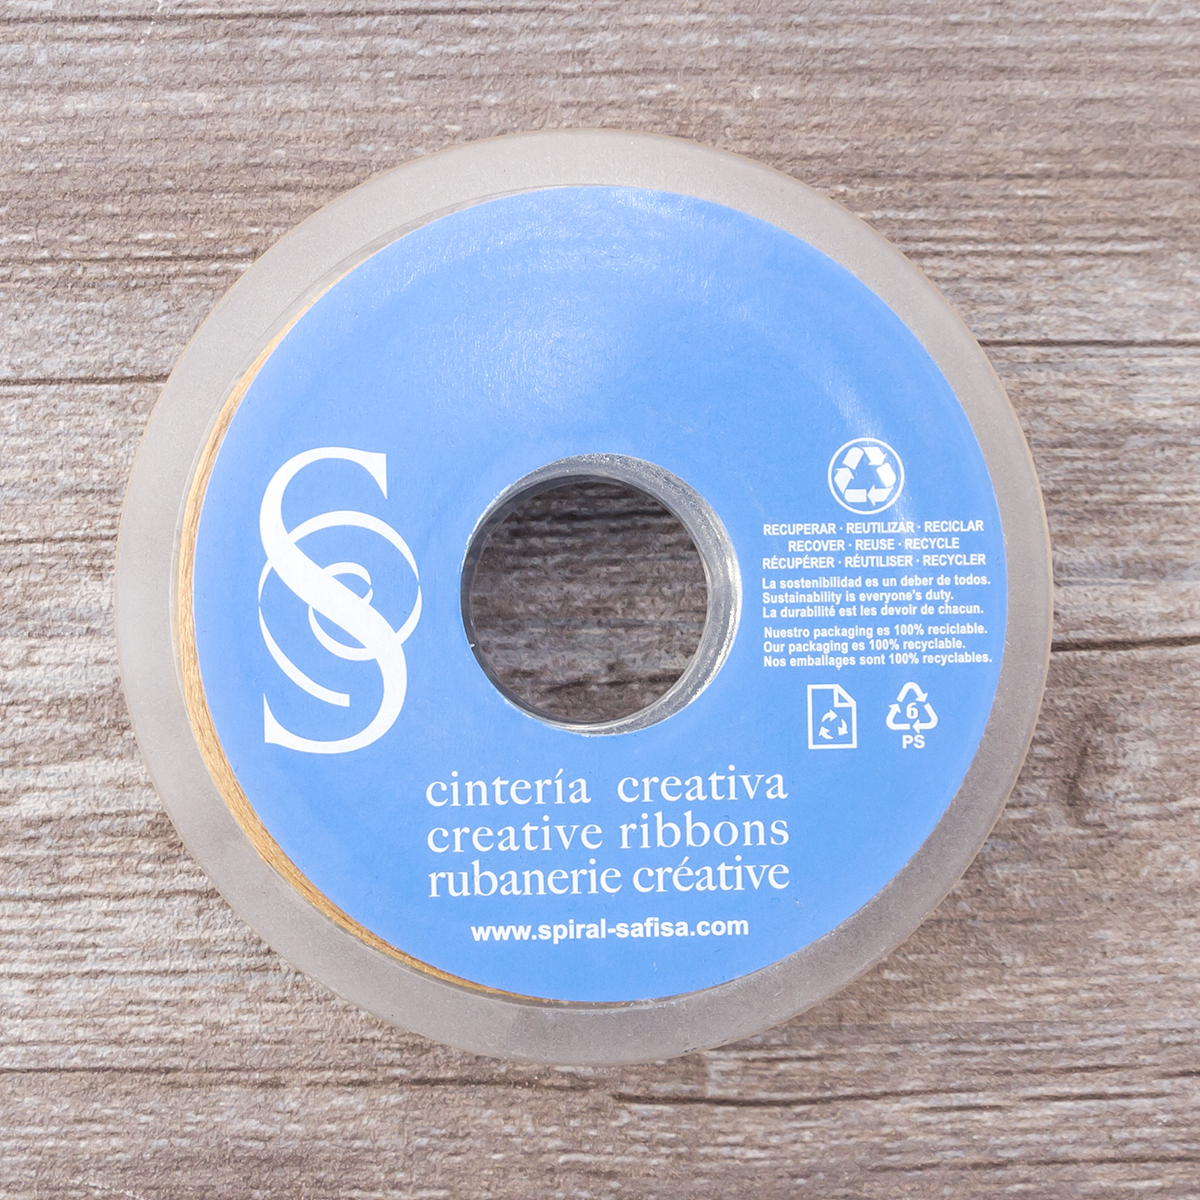 RECUPERAR · REUTILIZAR · RECICLAR
RECOVER · REUSE · RECYCLE
RÉCUPÉRER · RÉUTILISER · RECYCLER
La sostenibilidad es un deber de todos.
Sustainability is everyone's duty.
La durabilité est les devoir de chacun.
Nuestro packaging es 100% reciclable.
Our packaging is 100% recyclable.
Nos emballages sont 100% recyclables.
6
PS
cintería creativa
creative ribbons
rubanerie créative
www.spiral-safisa.com